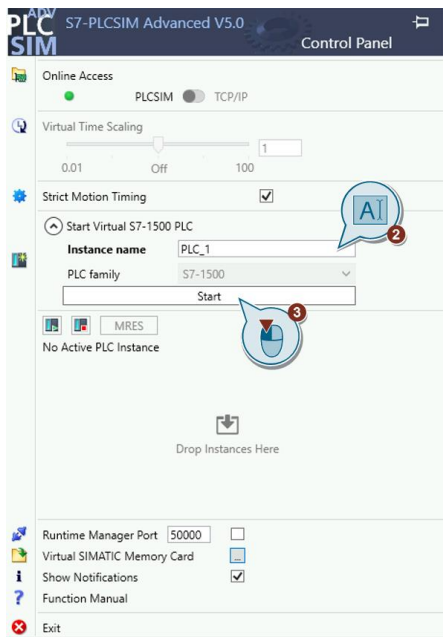 ADV
PLC
SIM
S7-PLCSIM Advanced V5.0
Control Panel
Online Access
PLCSIM TCP/IP
Virtual Time Scaling
1
0.01 Off 100
Strict Motion Timing
A
2
Start Virtual S7-1500 PLC
Instance name PLC_1
PLC family S7-1500
Start
3
MRES
No Active PLC Instance
Drop Instances Here
Runtime Manager Port 50000
Virtual SIMATIC Memory Card ...
i Show Notifications
? Function Manual
Exit